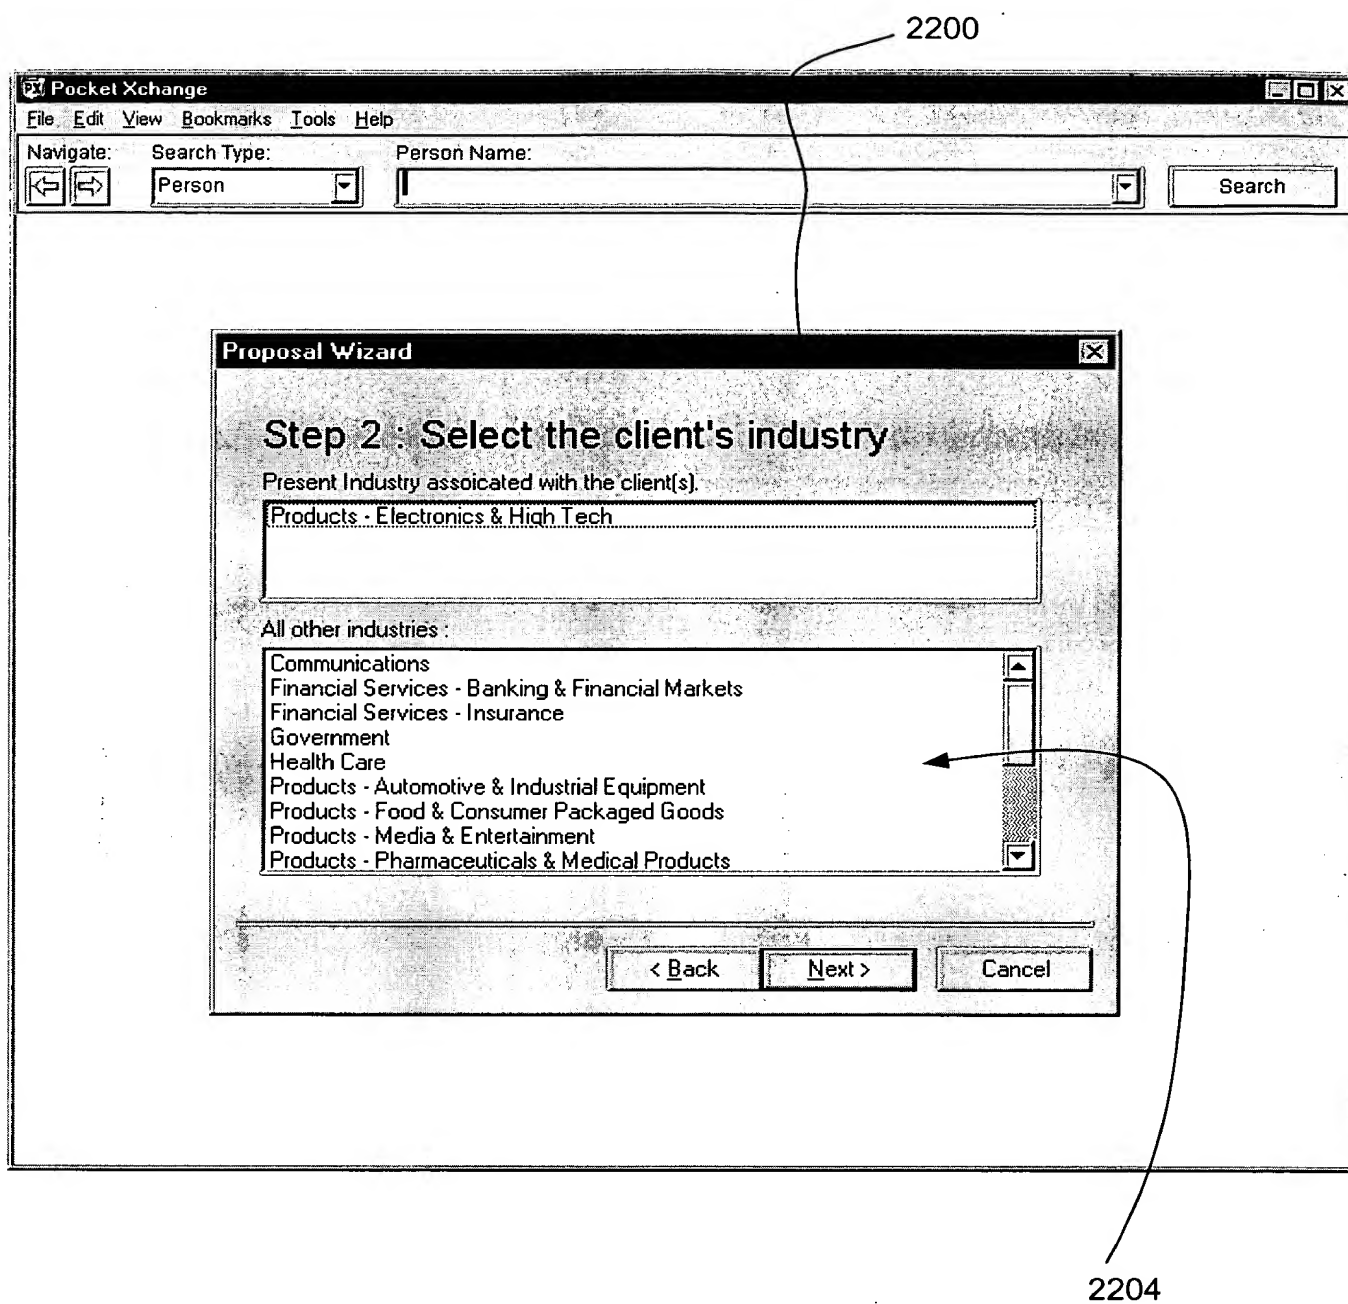 2200
PX Pocket Xchange
File Edit View Bookmarks Tools Help
Navigate: Search Type: Person Name:
Person Search
Proposal Wizard
Step 2 : Select the client's industry
Present Industry assoicated with the client(s).
Products - Electronics & High Tech
All other industries :
Communications
Financial Services - Banking & Financial Markets
Financial Services - Insurance
Government
Health Care
Products - Automotive & Industrial Equipment
Products - Food & Consumer Packaged Goods
Products - Media & Entertainment
Products - Pharmaceuticals & Medical Products
< Back Next > Cancel
2204